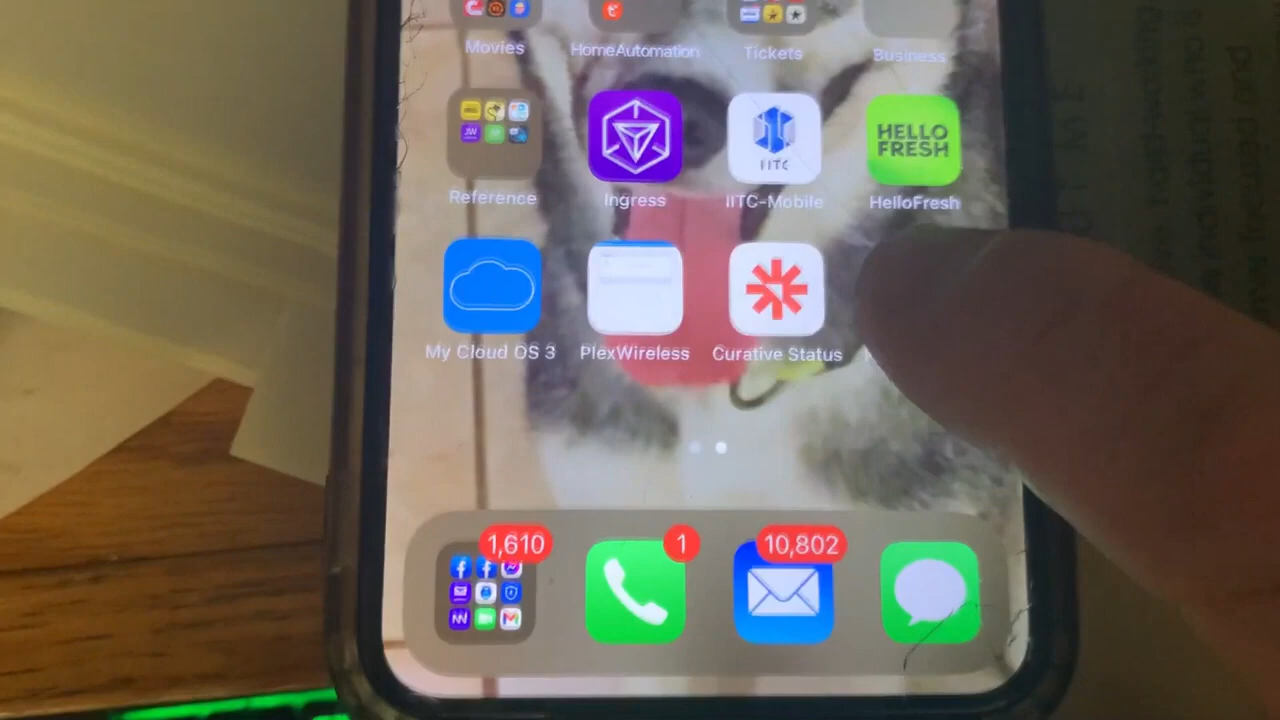 Movies
HomeAutomation
Tickets
Business
IITC
HELLO
FRESH
Reference
Ingress
IITC-Mobile
HelloFresh
My Cloud OS 3
PlexWireless
Curative Status
1,610
1
10,802